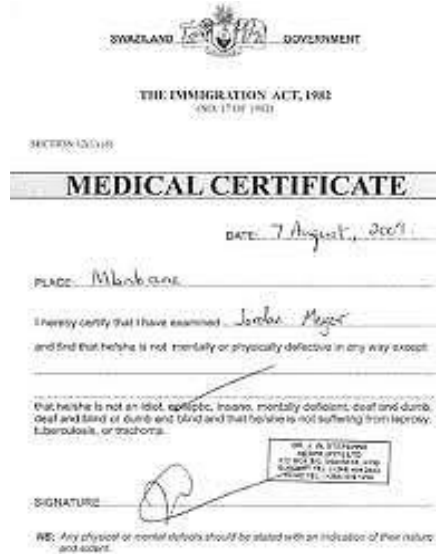 SWAZILAND GOVERNMENT
THE IMMIGRATION ACT, 1982
(NO. 17 OF 1982)
MEDICAL CERTIFICATE
DATE: 7 August, 2007.
PLACE: Mbabane
I hereby certify that I have examined Jordan Meyer
and find that he/she is not mentally or physically defective in any way except
that he/she is not an idiot, epileptic, insane, mentally deficient, deaf and dumb,
deaf and blind or dumb and blind and that he/she is not suffering from leprosy,
tuberculosis, or trachoma.
SIGNATURE
NB: Any physical or mental defects should be stated with an indication of their nature
and extent.